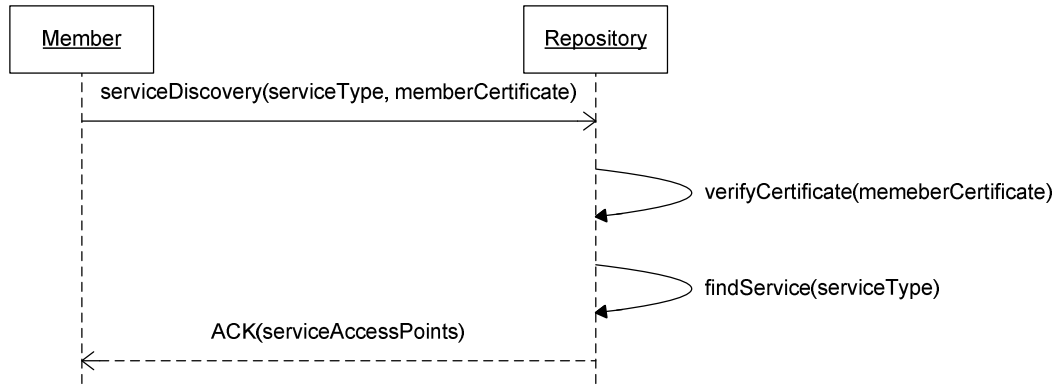 Member
Repository
serviceDiscovery(serviceType, memberCertificate)
verifyCertificate(memeberCertificate)
findService(serviceType)
ACK(serviceAccessPoints)